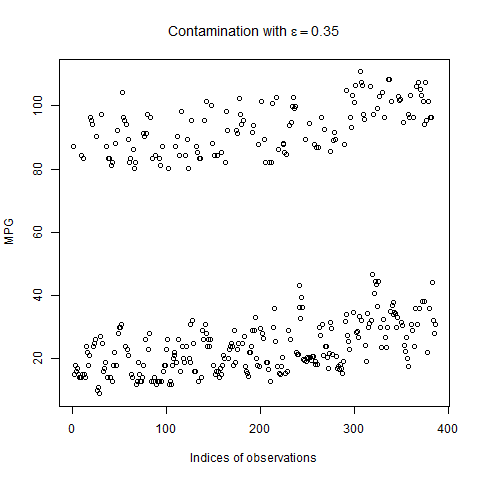 Contamination with ε = 0.35
MPG
100
80
60
40
20
0 100 200 300 400
Indices of observations